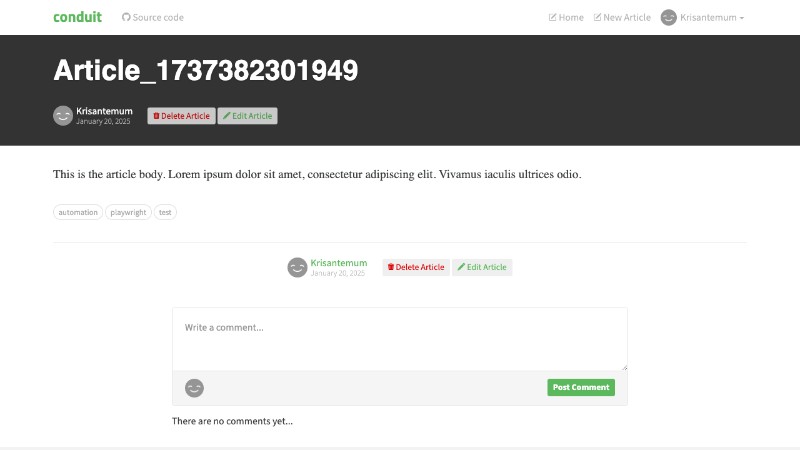 conduit Source code Home New Article Krisantemum
Article_1737382301949
Krisantemum
January 20, 2025
Delete Article Edit Article
This is the article body. Lorem ipsum dolor sit amet, consectetur adipiscing elit. Vivamus iaculis ultrices odio.
automation playwright test
Krisantemum
January 20, 2025
Delete Article Edit Article
Write a comment...
Post Comment
There are no comments yet...